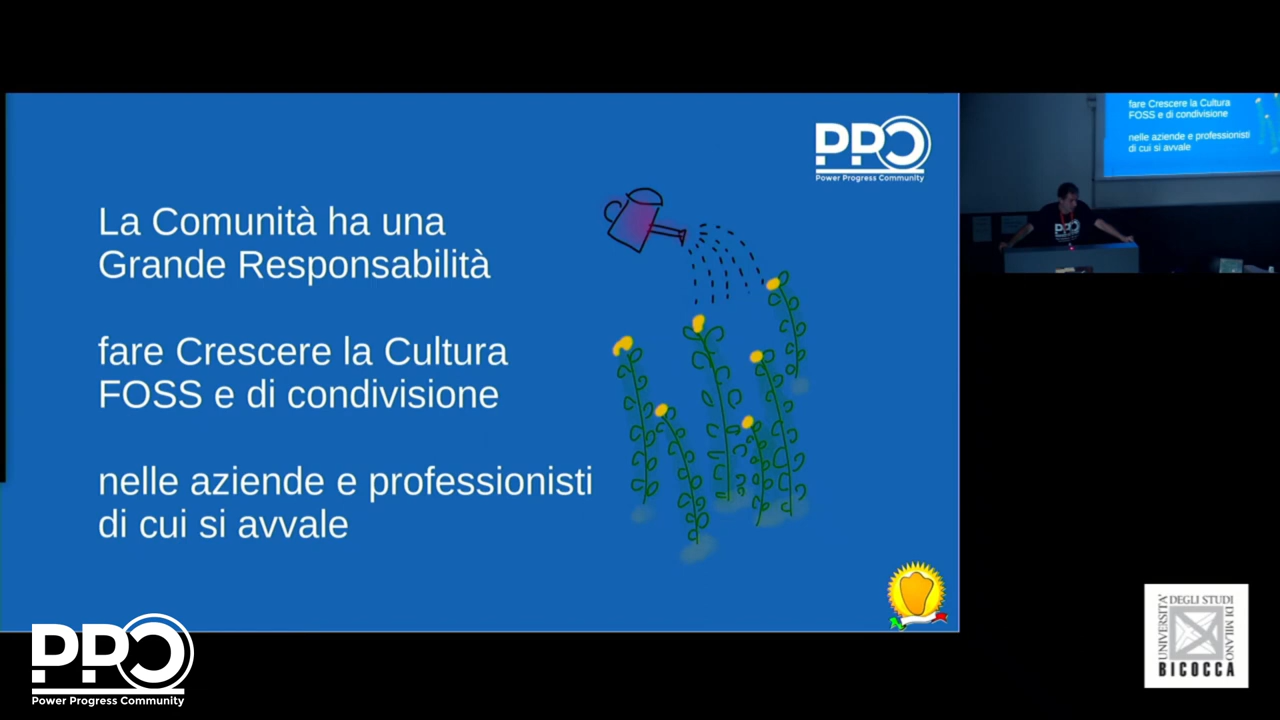 PPC
Power Progress Community
La Comunità ha una
Grande Responsabilità
fare Crescere la Cultura
FOSS e di condivisione
nelle aziende e professionisti
di cui si avvale
fare Crescere la Cultura
FOSS e di condivisione
nelle aziende e professionisti
di cui si avvale
PPC
PPC
Power Progress Community
UNIVERSITÀ DEGLI STUDI DI MILANO
BICOCCA